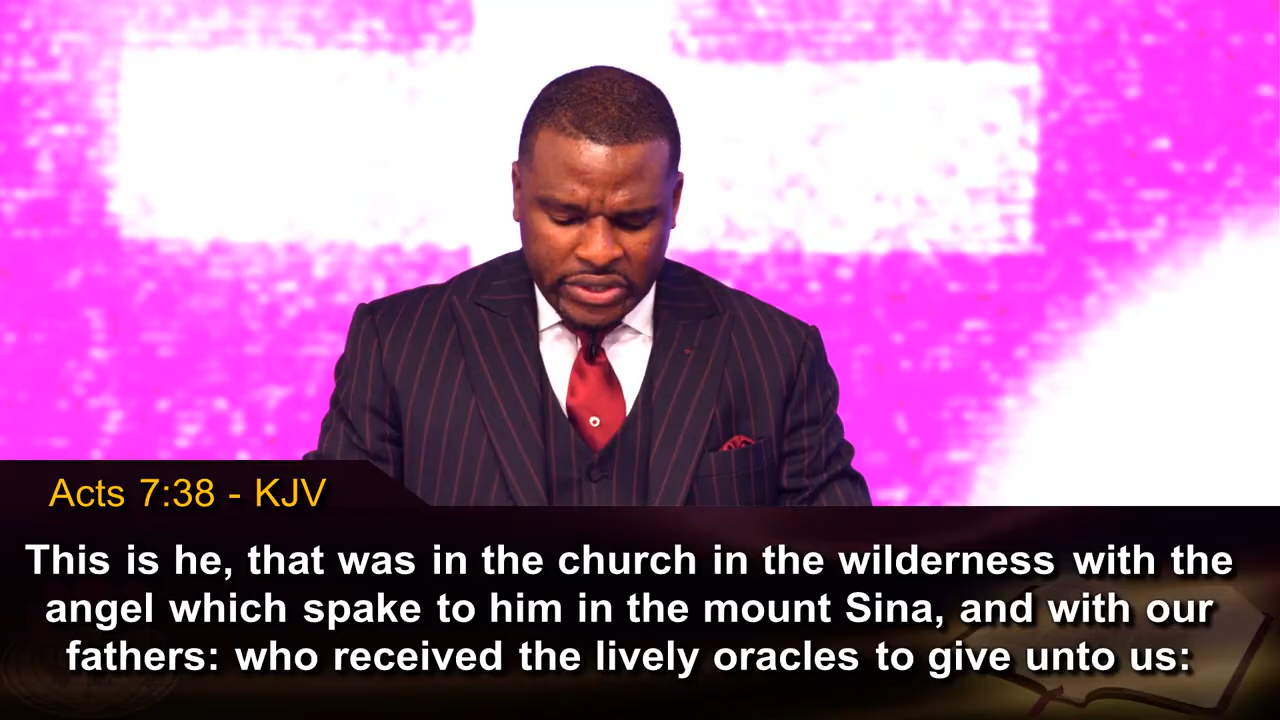 Acts 7:38 - KJV
This is he, that was in the church in the wilderness with the
angel which spake to him in the mount Sina, and with our
fathers: who received the lively oracles to give unto us: